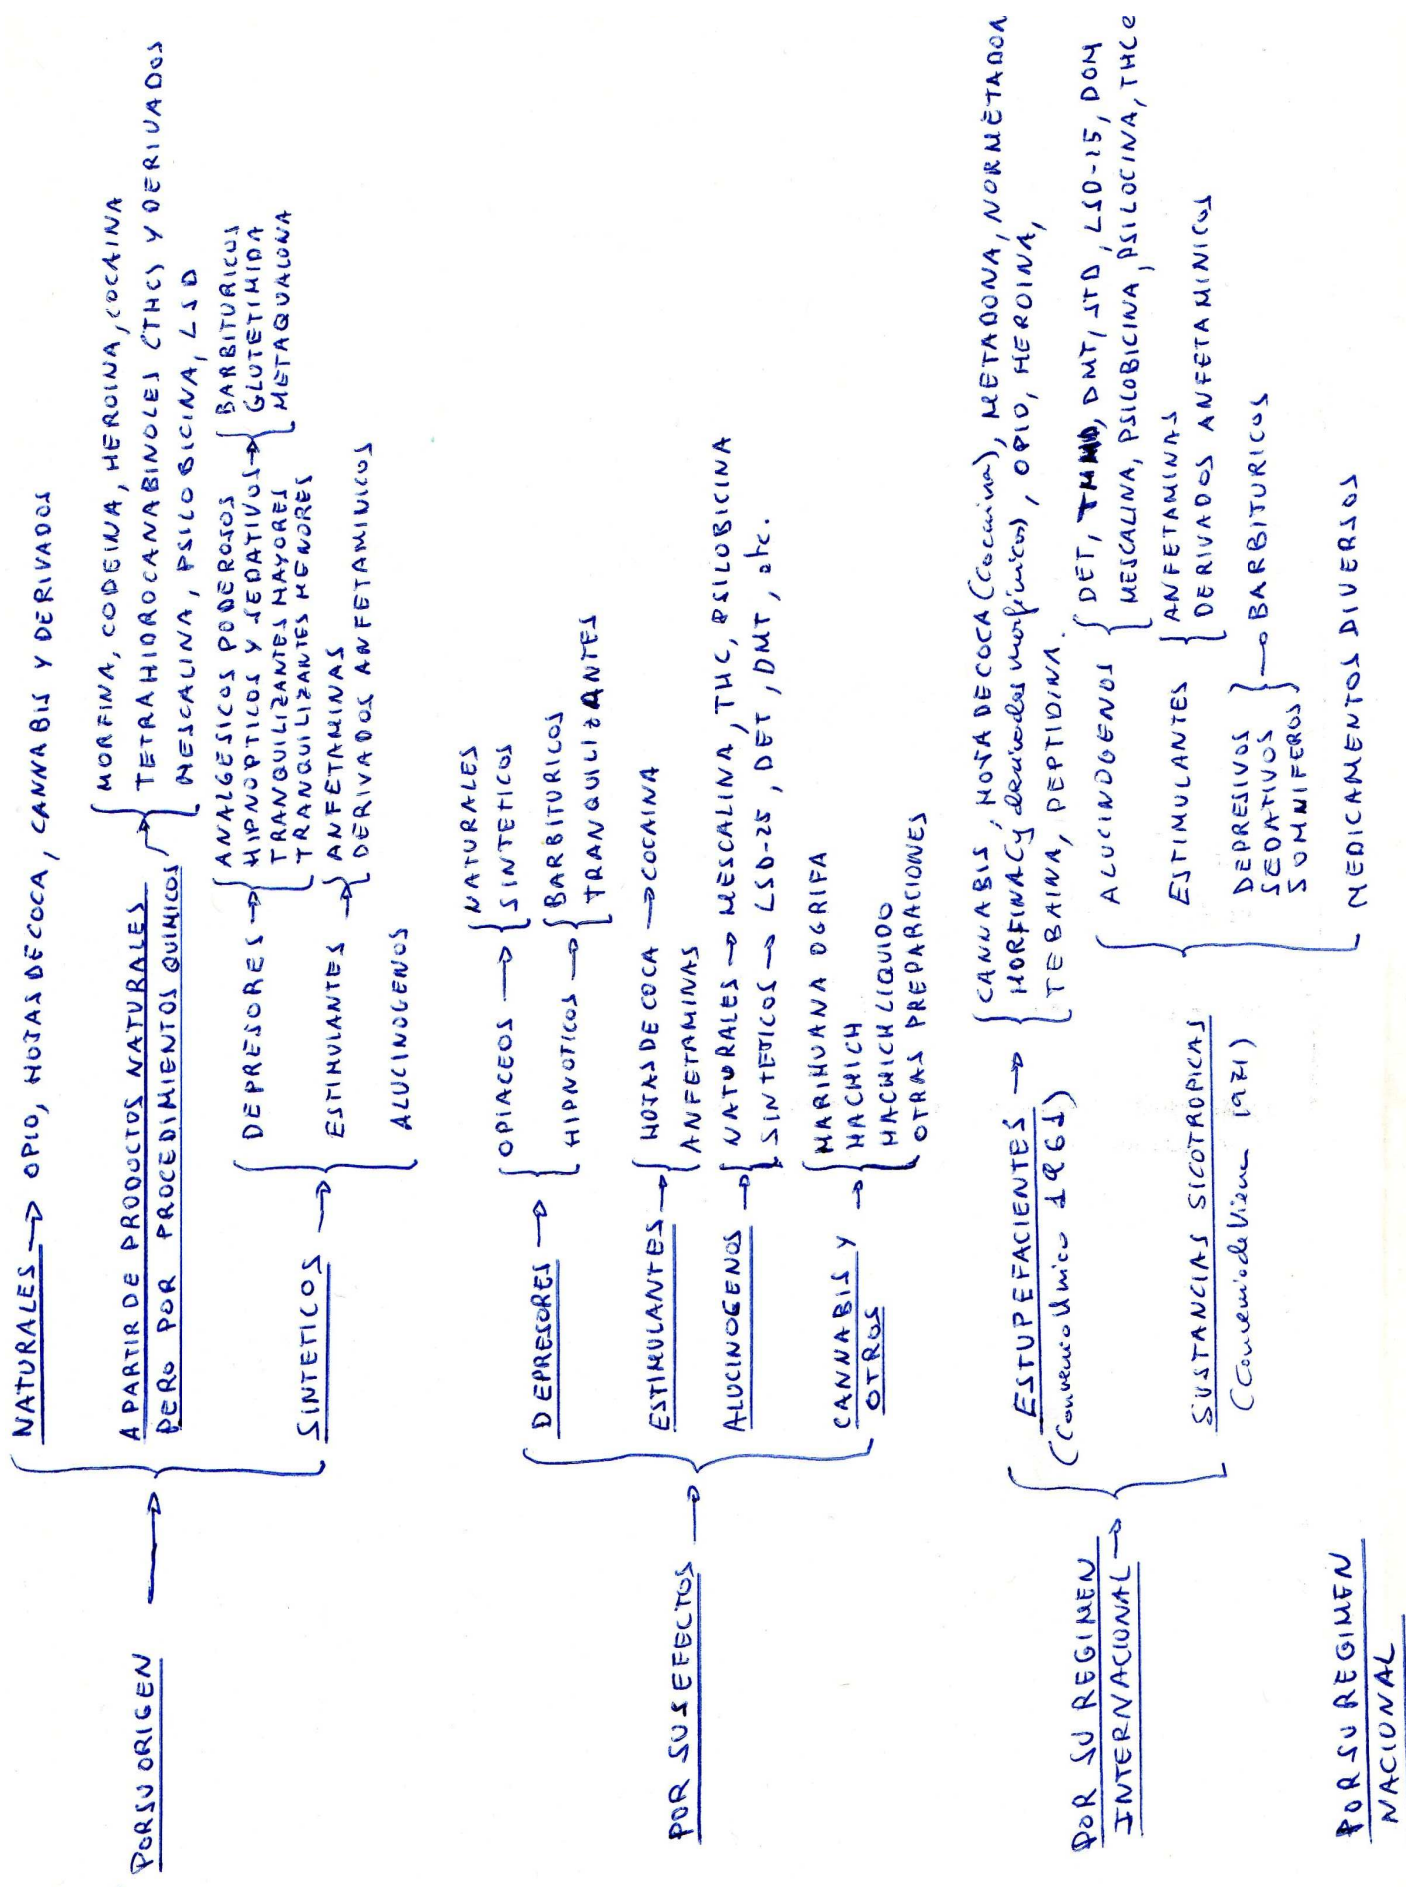 NATURALES → OPIO, HOJAS DE COCA, CANNABIS Y DERIVADOS
PORSU ORIGEN →
A PARTIR DE PRODUCTOS NATURALES
PERO POR PROCEDIMIENTOS QUIMICOS
MORFINA, CODEINA, HEROINA, COCAINA
TETRAHIDROCANABINOLES (THC) Y DERIVADOS
MESCALINA, PSILOBICINA, LSD
SINTETICOS →
DEPRESORES →
ANALGESICOS PODEROSOS
HIPNOPTICOS Y SEDATIVOS →
BARBITURICOS
GLUTETIMIDA
METAQUALONA
TRANQUILIZANTES MAYORES
TRANQUILIZANTES MENORES
ESTIMULANTES →
ANFETAMINAS
DERIVADOS ANFETAMINICOS
ALUCINOGENOS
POR SUS EFECTOS →
DEPRESORES →
OPIACEOS →
NATURALES
SINTETICOS
HIPNOTICOS →
BARBITURICOS
TRANQUILIZANTES
ESTIMULANTES →
HOJAS DE COCA → COCAINA
ANFETAMINAS
ALUCINOGENOS →
NATURALES → MESCALINA, THC, PSILOBICINA
SINTETICOS → LSD-25, DET, DMT, etc.
CANNABIS Y →
OTROS
MARIHUANA O GRIFA
HACHICH
HACHICH LIQUIDO
OTRAS PREPARACIONES
POR SU REGIMEN
INTERNACIONAL →
ESTUPEFACIENTES →
(Convenio Unico 1961)
CANNABIS, HOJA DE COCA (Cocaina), METADONA, NORMETADON
MORFINA (y derivados morfinicos), OPIO, HEROINA,
TEBAINA, PEPTIDINA.
SUSTANCIAS SICOTROPICAS
(Convenio de Viena 1971)
ALUCINOGENOS
DET, DMT, STD, LSD-25, DOM
MESCALINA, PSILOBICINA, PSILOCINA, THC
ESTIMULANTES
ANFETAMINAS
DERIVADOS ANFETAMINICOS
DEPRESIVOS
SEDATIVOS → BARBITURICOS
SOMNIFEROS
MEDICAMENTOS DIVERSOS
POR SU REGIMEN
NACIONAL